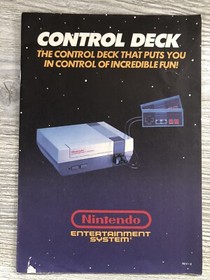 CONTROL DECK
THE CONTROL DECK THAT PUTS YOU
IN CONTROL OF INCREDIBLE FUN!
Nintendo
ENTERTAINMENT
SYSTEM